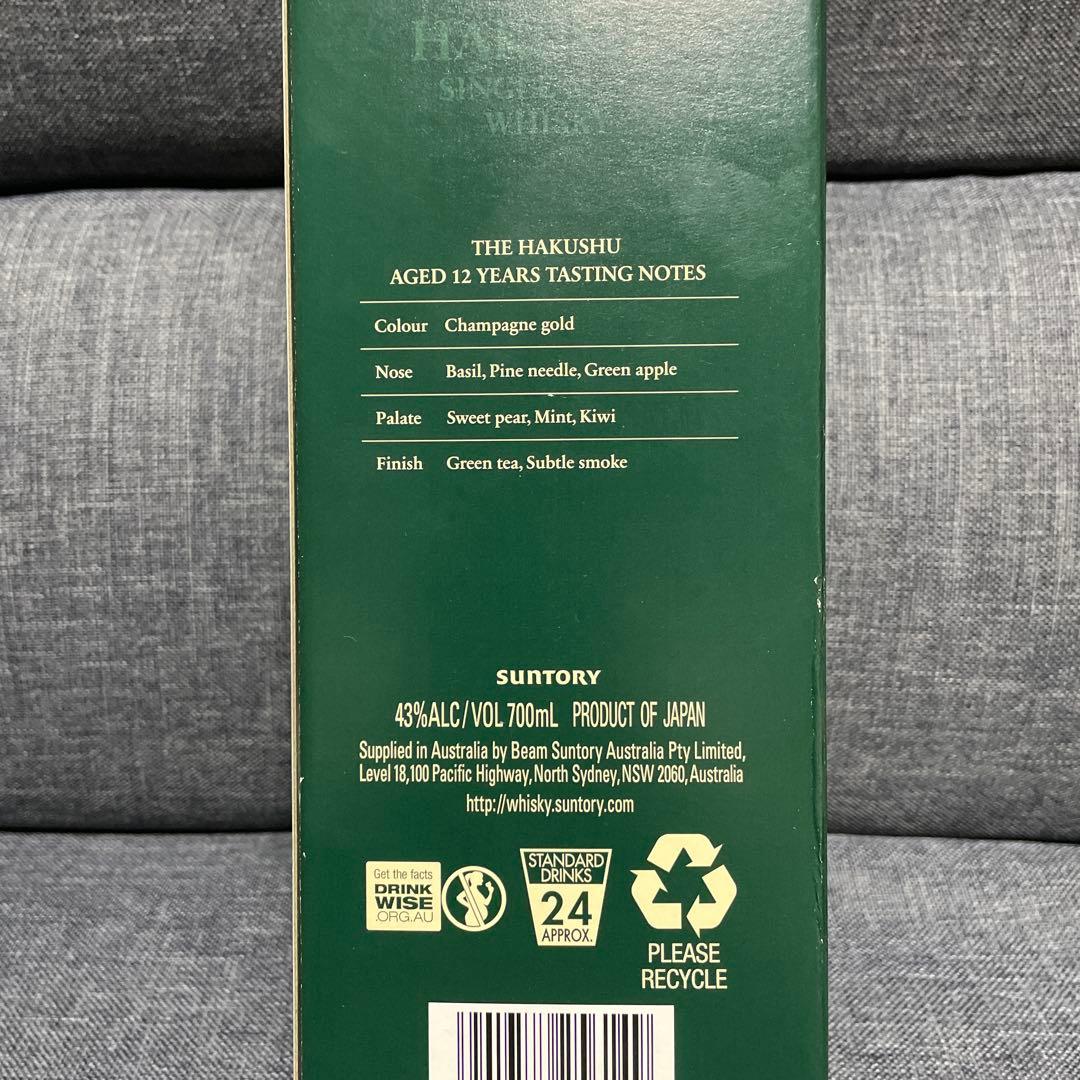 WHISKY
THE HAKUSHU
AGED 12 YEARS TASTING NOTES
Colour Champagne gold
Nose Basil, Pine needle, Green apple
Palate Sweet pear, Mint, Kiwi
Finish Green tea, Subtle smoke
SUNTORY
43%ALC/VOL 700mL PRODUCT OF JAPAN
Supplied in Australia by Beam Suntory Australia Pty Limited,
Level 18,100 Pacific Highway, North Sydney, NSW 2060, Australia
http://whisky.suntory.com
Get the facts
DRINK
WISE
.ORG.AU
STANDARD
DRINKS
24
APPROX.
PLEASE
RECYCLE